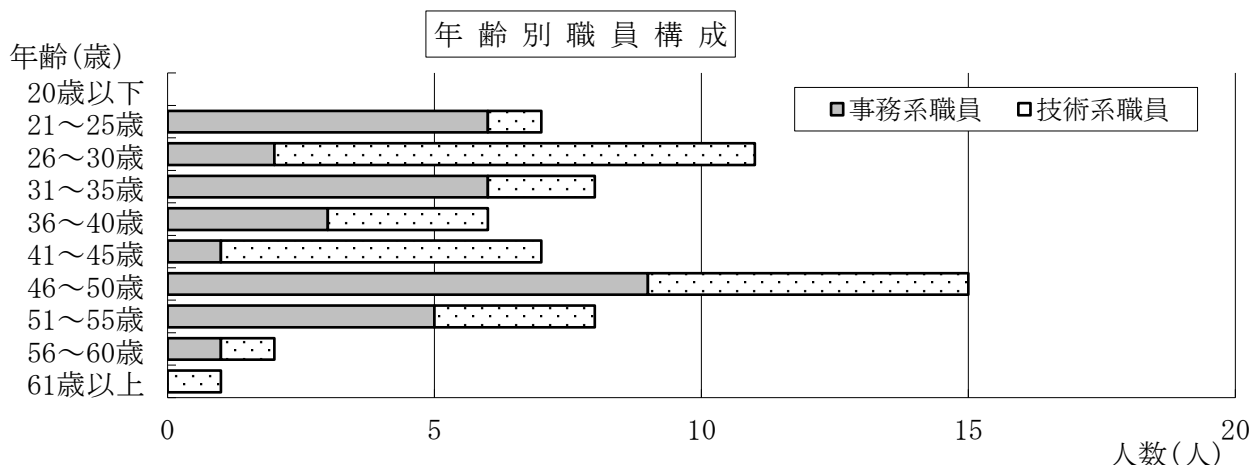 年 齢 別 職 員 構 成
年齢(歳)
■事務系職員 □技術系職員
20歳以下
21～25歳
26～30歳
31～35歳
36～40歳
41～45歳
46～50歳
51～55歳
56～60歳
61歳以上
0 5 10 15 20
人数(人)